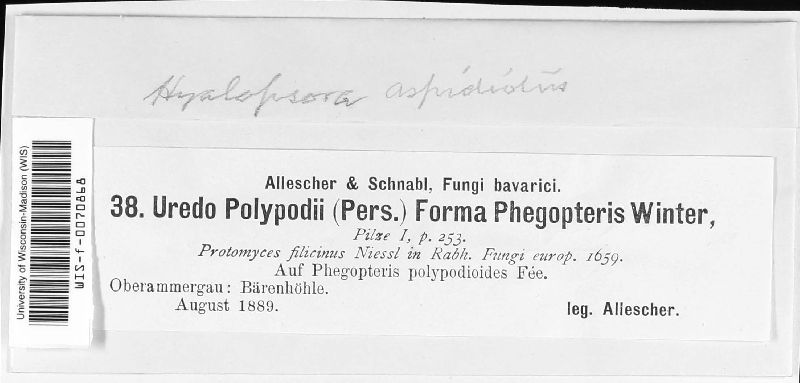 Hyalopsora aspidiotus
University of Wisconsin-Madison (WIS)
WIS-f-0070868
Allescher & Schnabl, Fungi bavarici.
38. Uredo Polypodii (Pers.) Forma Phegopteris Winter,
Pilze I, p. 253.
Protomyces filicinus Niessl in Rabh. Fungi europ. 1659.
Auf Phegopteris polypodioides Fée.
Oberammergau: Bärenhöhle.
August 1889.
leg. Allescher.